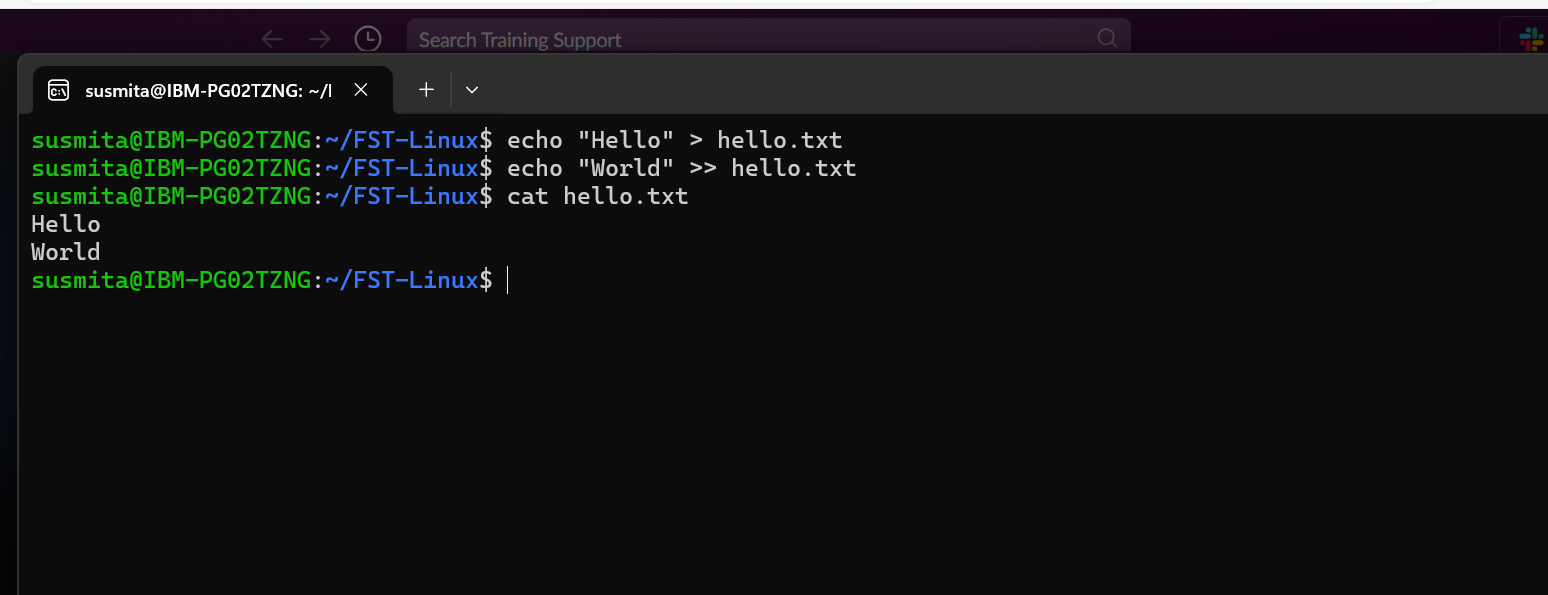 Search Training Support
susmita@IBM-PG02TZNG: ~/I
susmita@IBM-PG02TZNG:~/FST-Linux$ echo "Hello" > hello.txt
susmita@IBM-PG02TZNG:~/FST-Linux$ echo "World" >> hello.txt
susmita@IBM-PG02TZNG:~/FST-Linux$ cat hello.txt
Hello
World
susmita@IBM-PG02TZNG:~/FST-Linux$